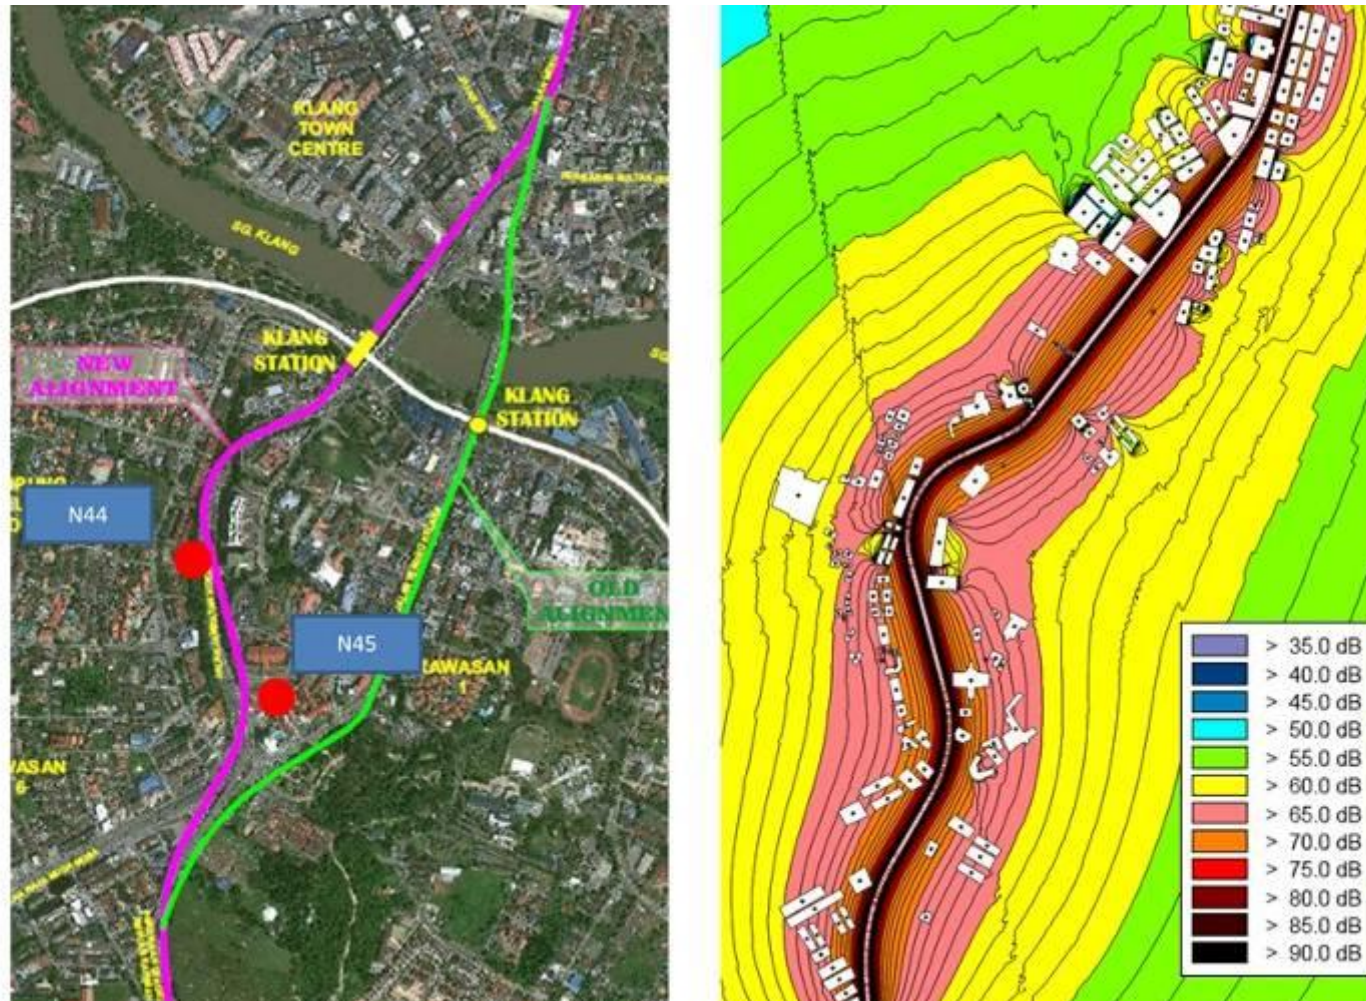 KLANG
TOWN
CENTRE
SG. KLANG
KLANG
STATION
NEW
ALIGNMENT
KLANG
STATION
SG
N44
OLD
ALIGNMEN
N45
KAWASAN
1
WASAN
6
> 35.0 dB
> 40.0 dB
> 45.0 dB
> 50.0 dB
> 55.0 dB
> 60.0 dB
> 65.0 dB
> 70.0 dB
> 75.0 dB
> 80.0 dB
> 85.0 dB
> 90.0 dB